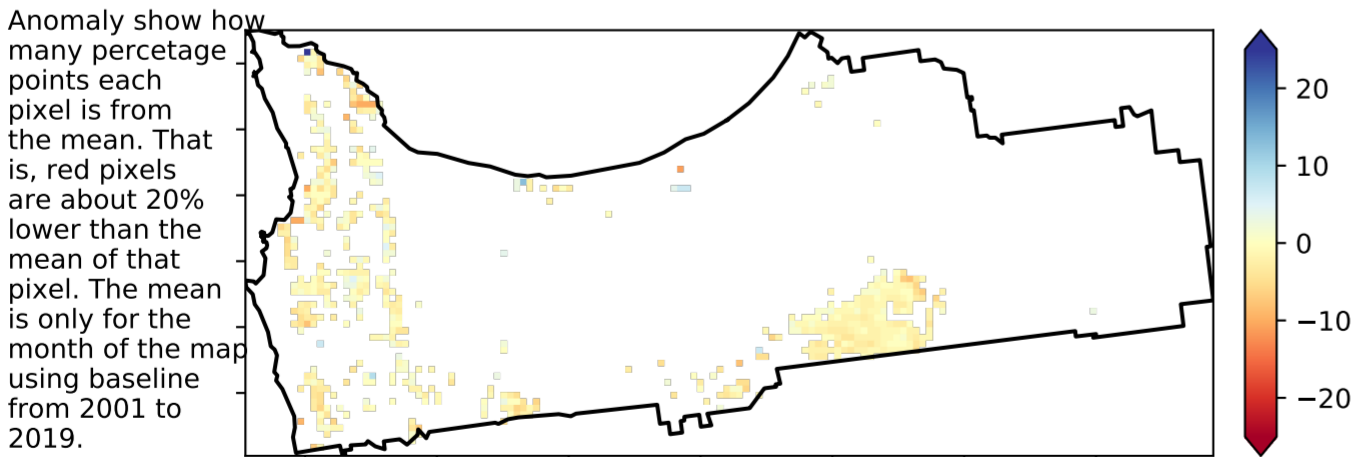 Anomaly show how
many percetage
points each
pixel is from
the mean. That
is, red pixels
are about 20%
lower than the
mean of that
pixel. The mean
is only for the
month of the map
using baseline
from 2001 to
2019.
20
10
0
−10
−20